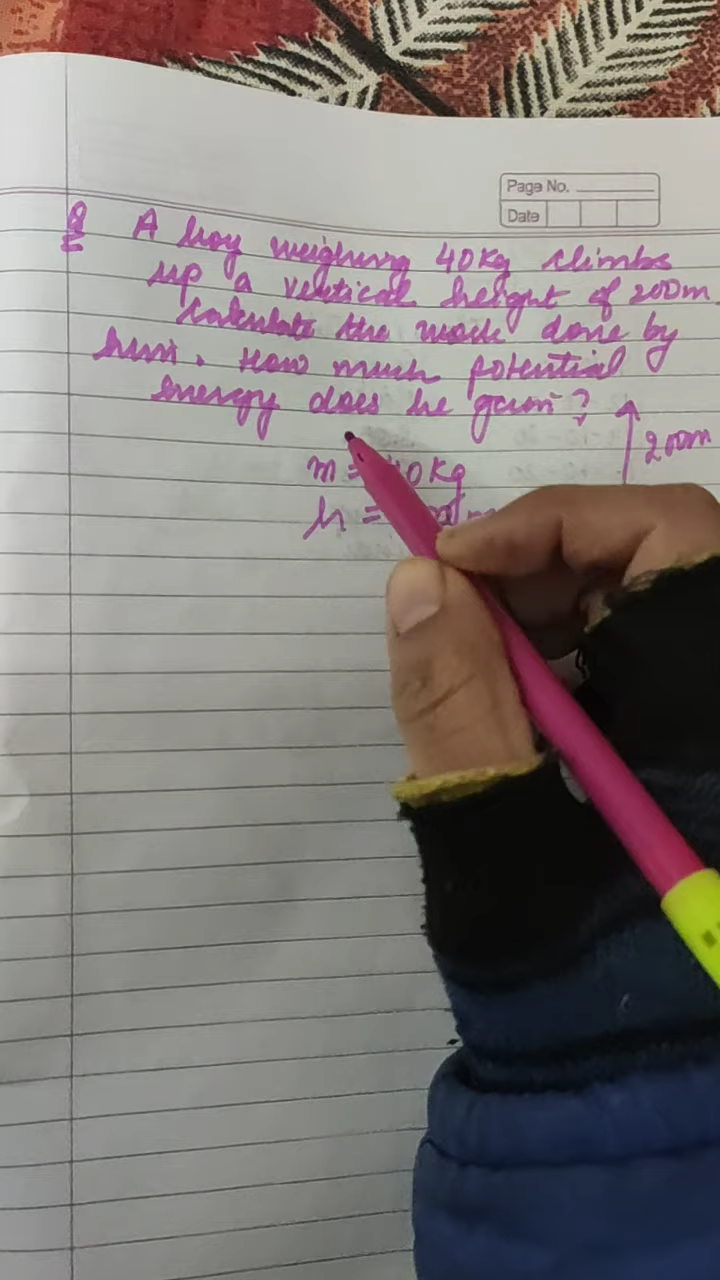 Page No.
Date
Q A boy weighing 40Kg climbs
up a vertical height of 200m
Calculate the work done by
him. How much potential
energy does he gain?
200m
m = 40 Kg
h =